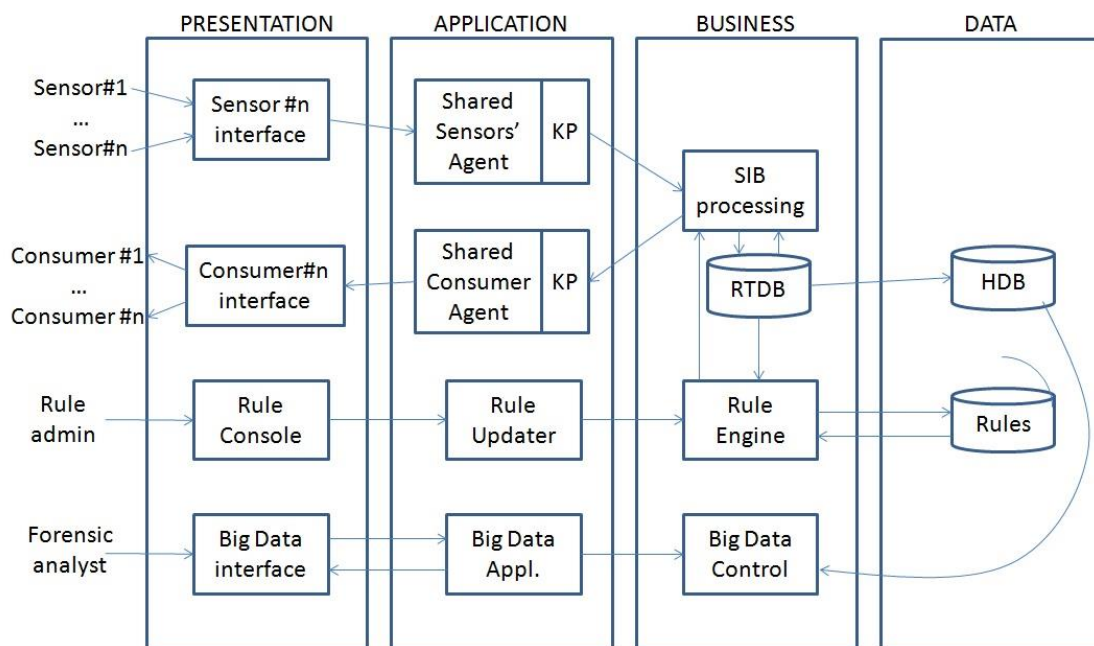 PRESENTATION
APPLICATION
BUSINESS
DATA
Sensor#1
...
Sensor#n
Sensor #n
interface
Shared
Sensors’
Agent
KP
SIB
processing
Consumer #1
...
Consumer #n
Consumer#n
interface
Shared
Consumer
Agent
KP
RTDB
HDB
Rule
admin
Rule
Console
Rule
Updater
Rule
Engine
Rules
Forensic
analyst
Big Data
interface
Big Data
Appl.
Big Data
Control